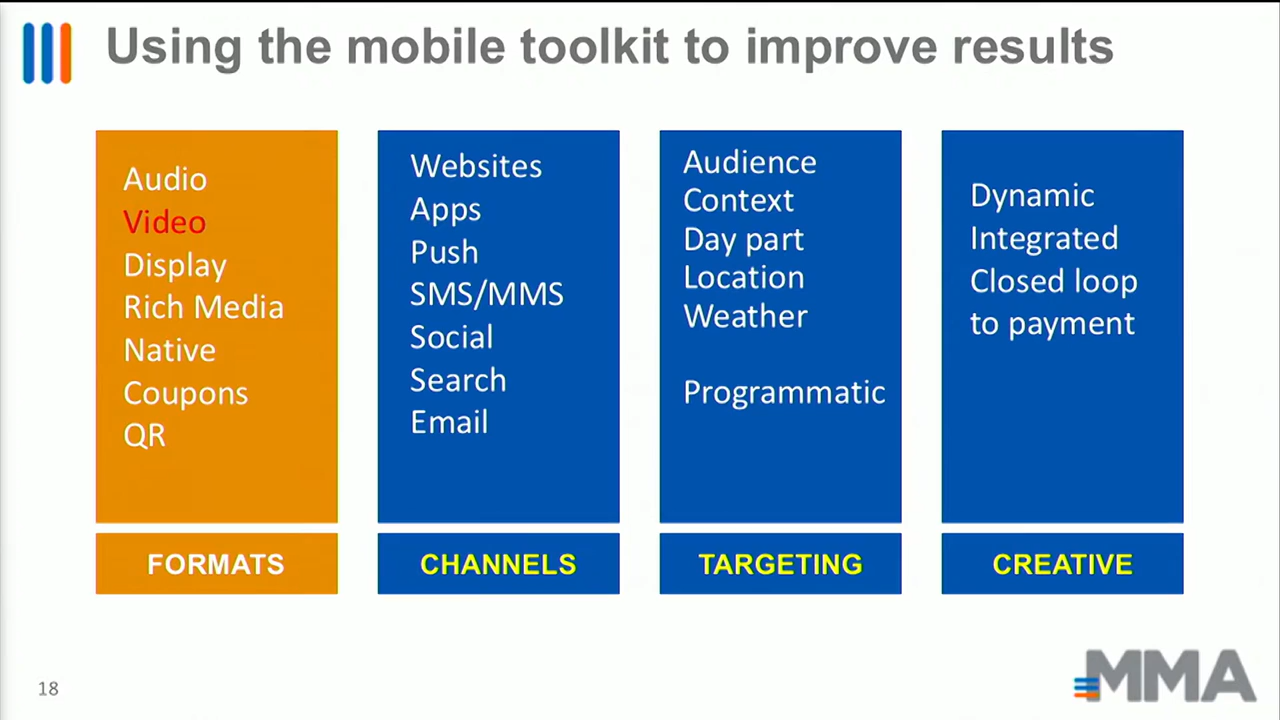 Using the mobile toolkit to improve results
Audio
Video
Display
Rich Media
Native
Coupons
QR
FORMATS
Websites
Apps
Push
SMS/MMS
Social
Search
Email
CHANNELS
Audience
Context
Day part
Location
Weather
Programmatic
TARGETING
Dynamic
Integrated
Closed loop
to payment
CREATIVE
18
MMA